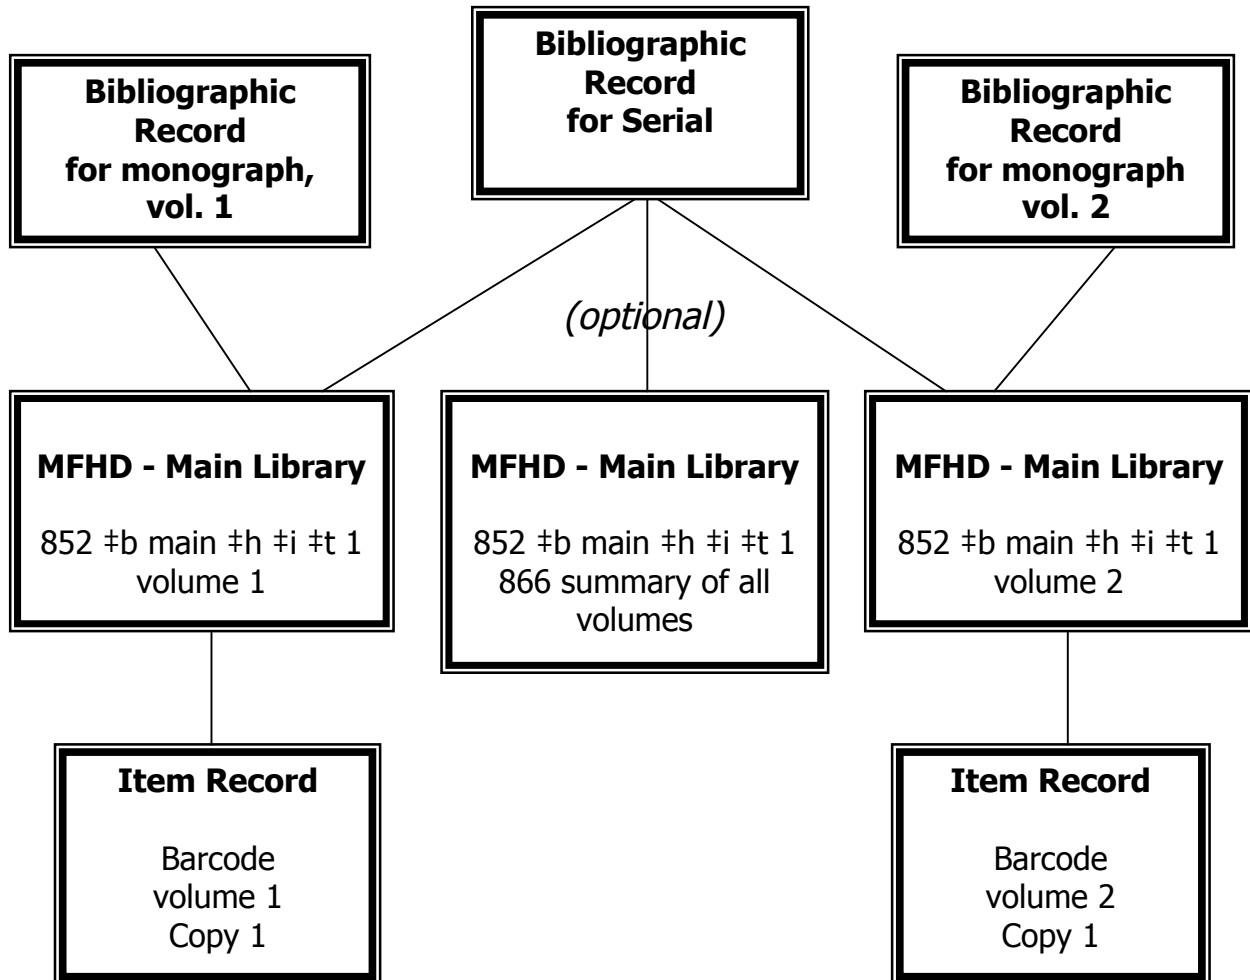 Bibliographic
Record
for monograph,
vol. 1
Bibliographic
Record
for Serial
Bibliographic
Record
for monograph
vol. 2
(optional)
MFHD - Main Library
852 ‡b main ‡h ‡i ‡t 1
volume 1
MFHD - Main Library
852 ‡b main ‡h ‡i ‡t 1
866 summary of all
volumes
MFHD - Main Library
852 ‡b main ‡h ‡i ‡t 1
volume 2
Item Record
Barcode
volume 1
Copy 1
Item Record
Barcode
volume 2
Copy 1